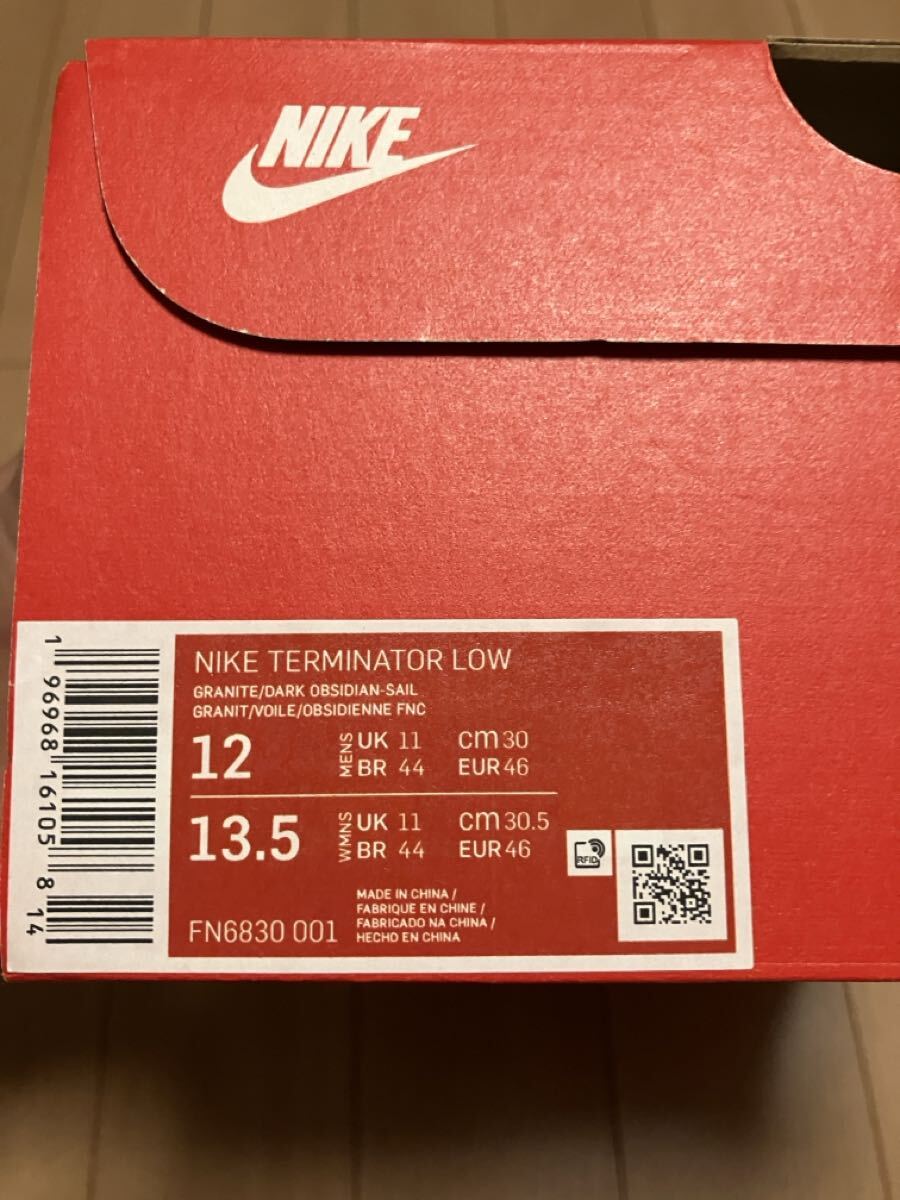 NIKE
NIKE TERMINATOR LOW
GRANITE/DARK OBSIDIAN-SAIL
GRANIT/VOILE/OBSIDIENNE FNC
12 MENS UK 11 CM 30
BR 44 EUR 46
13.5 WMNS UK 11 CM 30.5
BR 44 EUR 46
RFID
FN6830 001
MADE IN CHINA /
FABRIQUE EN CHINE /
FABRICADO NA CHINA /
HECHO EN CHINA
1 96968 16105 8 14